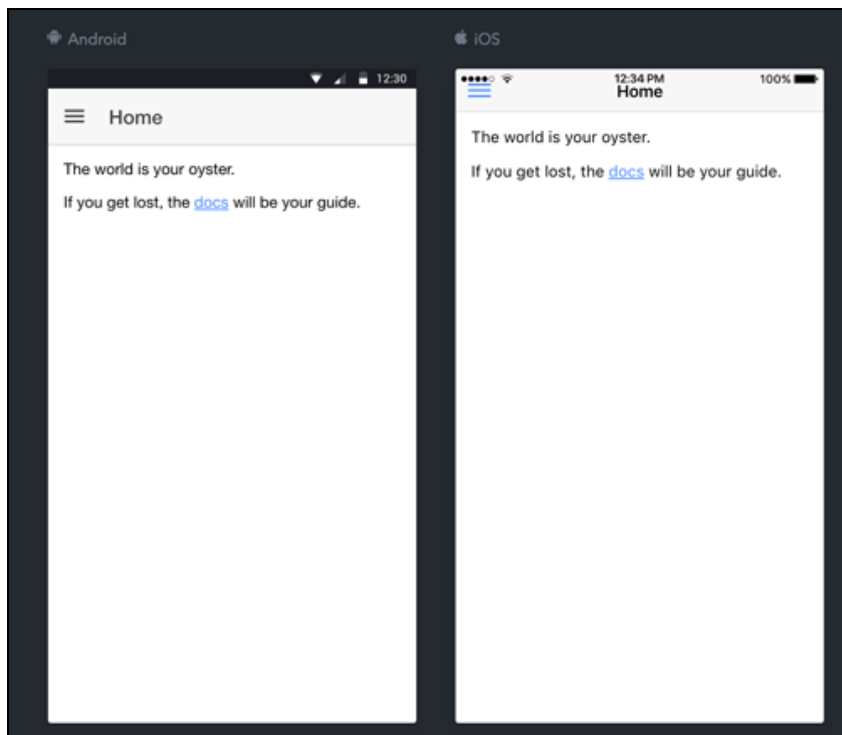 Android
12:30
Home
The world is your oyster.
If you get lost, the docs will be your guide.
iOS
12:34 PM
100%
Home
The world is your oyster.
If you get lost, the docs will be your guide.